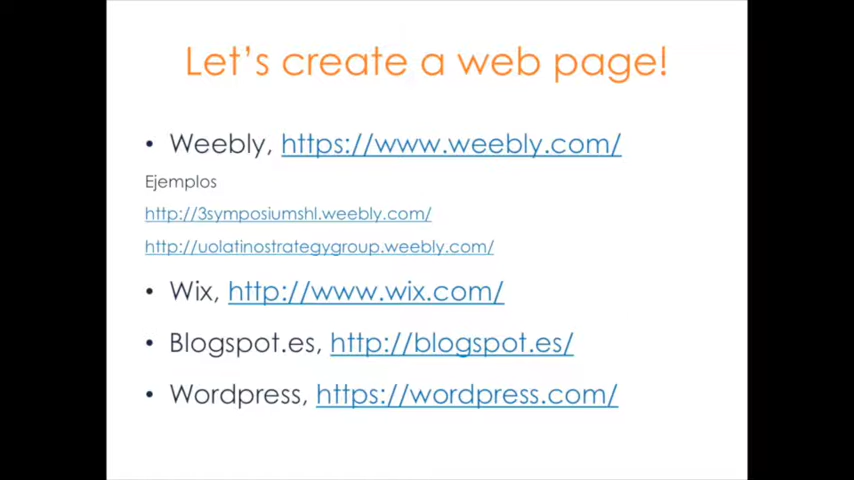 Let's create a web page!
• Weebly, https://www.weebly.com/
Ejemplos
http://3symposiumshl.weebly.com/
http://uolatinostrategygroup.weebly.com/
• Wix, http://www.wix.com/
• Blogspot.es, http://blogspot.es/
• Wordpress, https://wordpress.com/